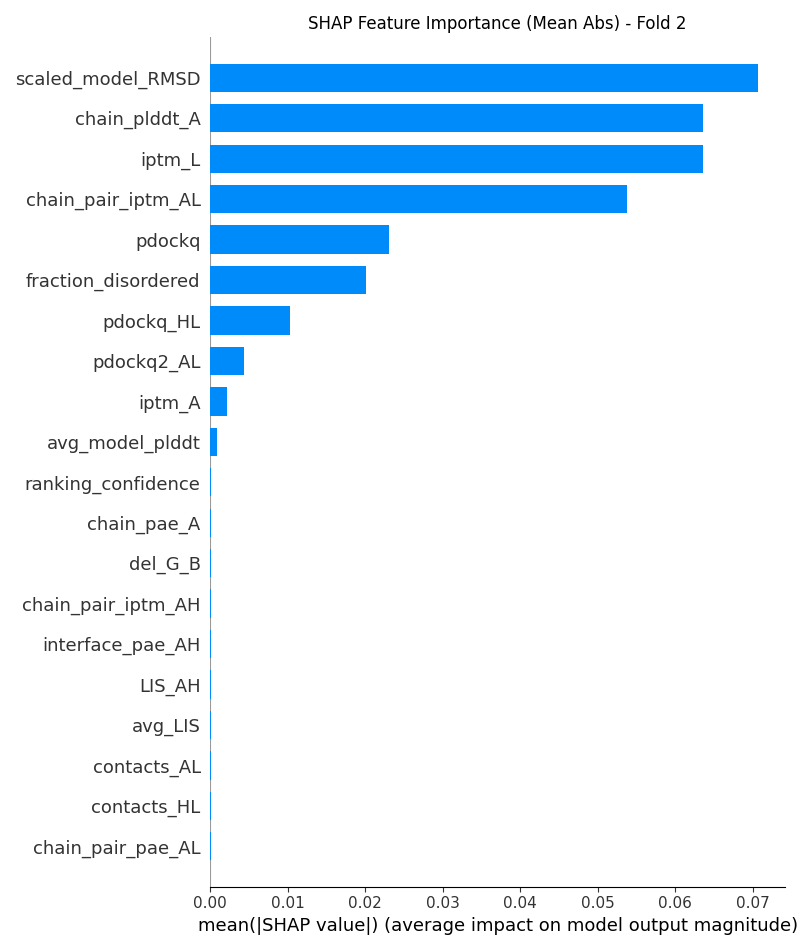 SHAP Feature Importance (Mean Abs) - Fold 2
scaled_model_RMSD
chain_plddt_A
iptm_L
chain_pair_iptm_AL
pdockq
fraction_disordered
pdockq_HL
pdockq2_AL
iptm_A
avg_model_plddt
ranking_confidence
chain_pae_A
del_G_B
chain_pair_iptm_AH
interface_pae_AH
LIS_AH
avg_LIS
contacts_AL
contacts_HL
chain_pair_pae_AL
0.00 0.01 0.02 0.03 0.04 0.05 0.06 0.07
mean(|SHAP value|) (average impact on model output magnitude)